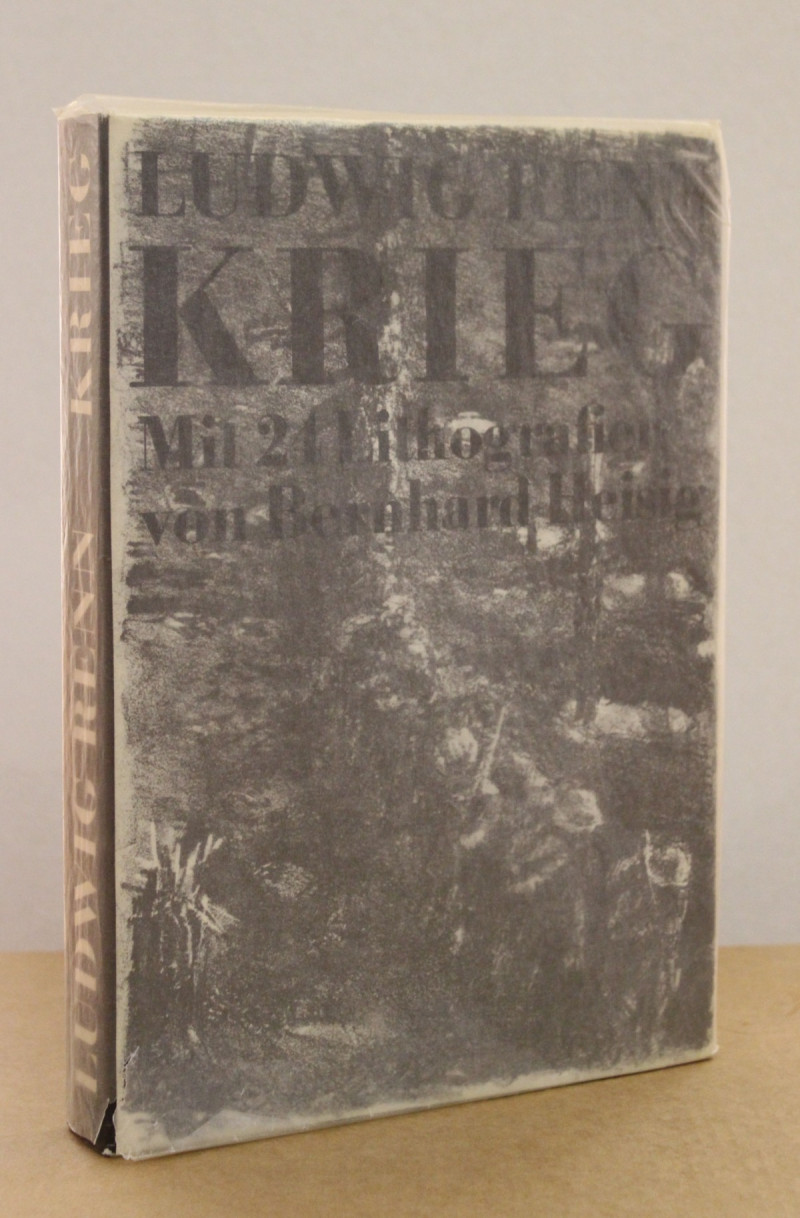 LUDWIG RENN
KRIEG
Mit 24 Lithografien
von Bernhard Heisig
LUDWIG RENN KRIEG